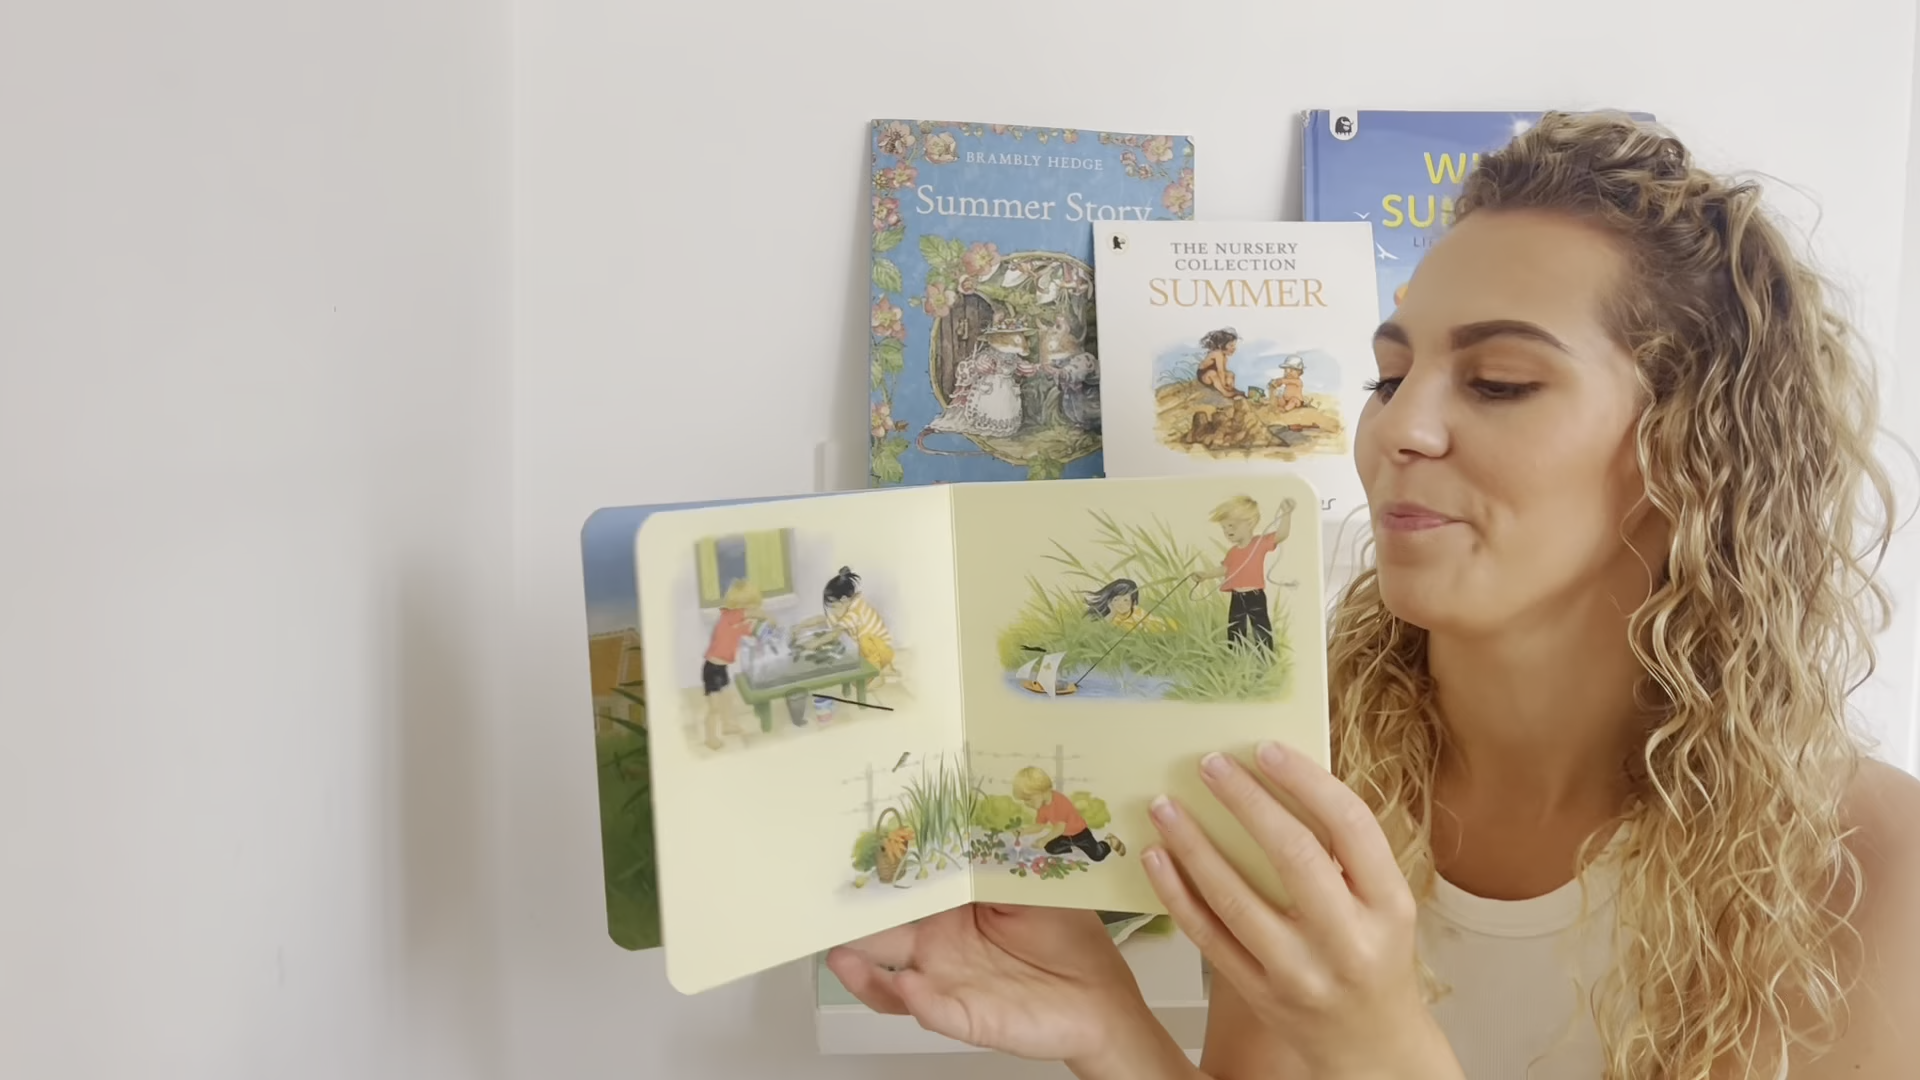 BRAMBLY HEDGE
Summer Story
THE NURSERY
COLLECTION
SUMMER